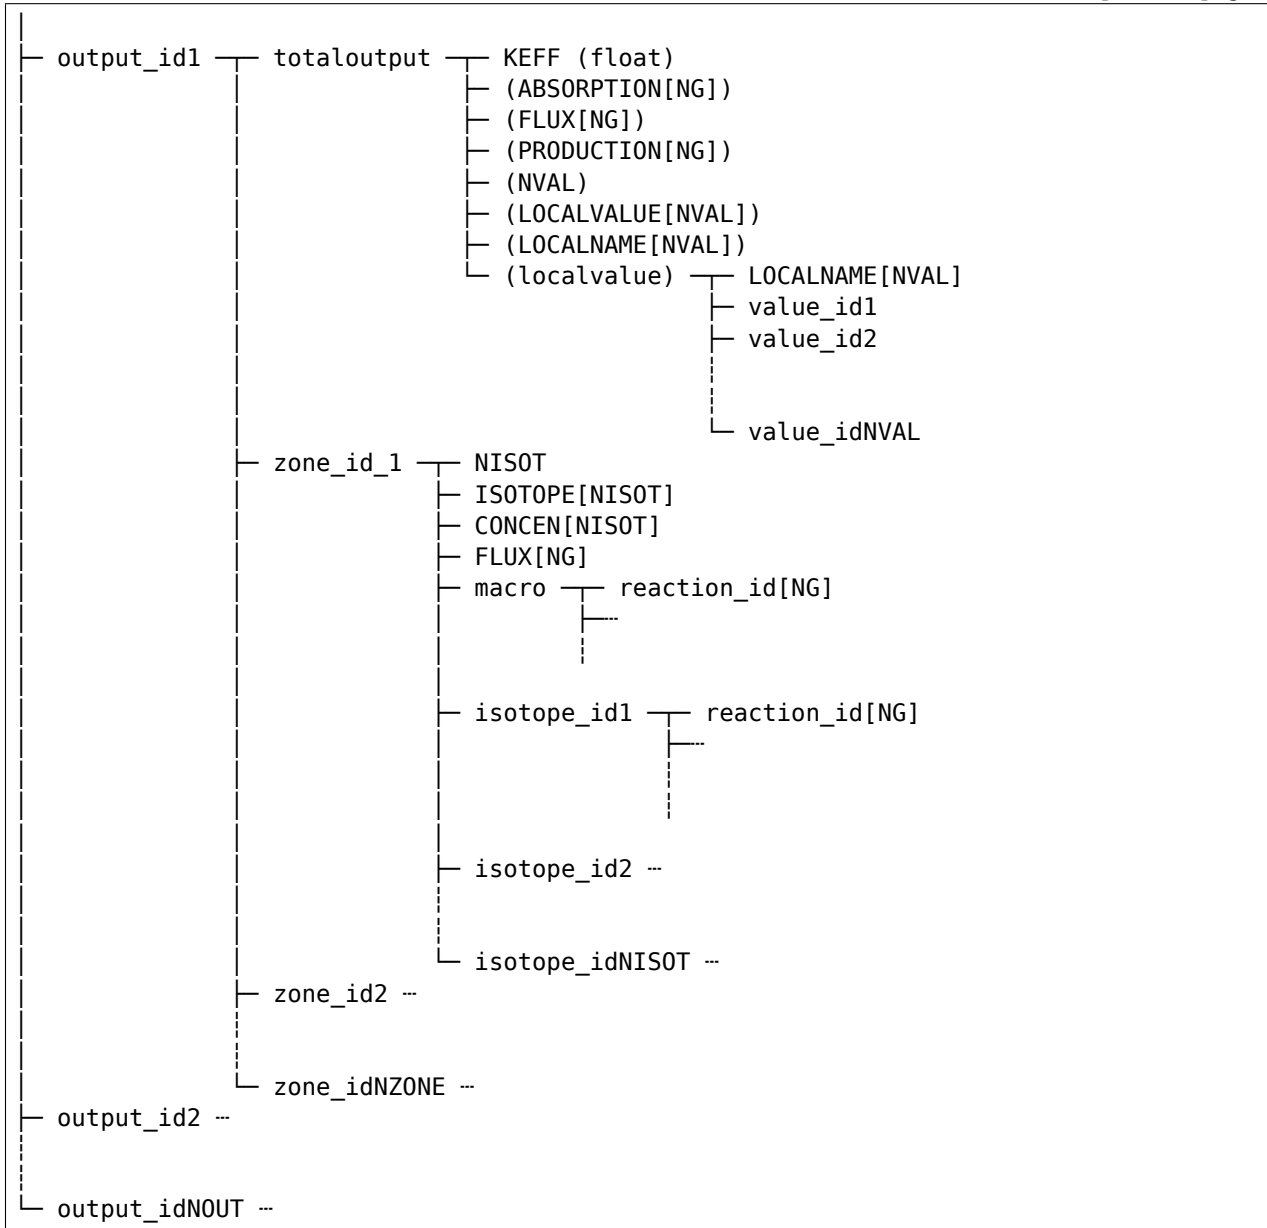 output_id1 totaloutput KEFF (float)
(ABSORPTION[NG])
(FLUX[NG])
(PRODUCTION[NG])
(NVAL)
(LOCALVALUE[NVAL])
(LOCALNAME[NVAL])
(localvalue) LOCALNAME[NVAL]
value_id1
value_id2
value_idNVAL
zone_id_1 NISOT
ISOTOPE[NISOT]
CONCEN[NISOT]
FLUX[NG]
macro reaction_id[NG]
isotope_id1 reaction_id[NG]
isotope_id2
isotope_idNISOT
zone_id2
zone_idNZONE
output_id2
output_idNOUT